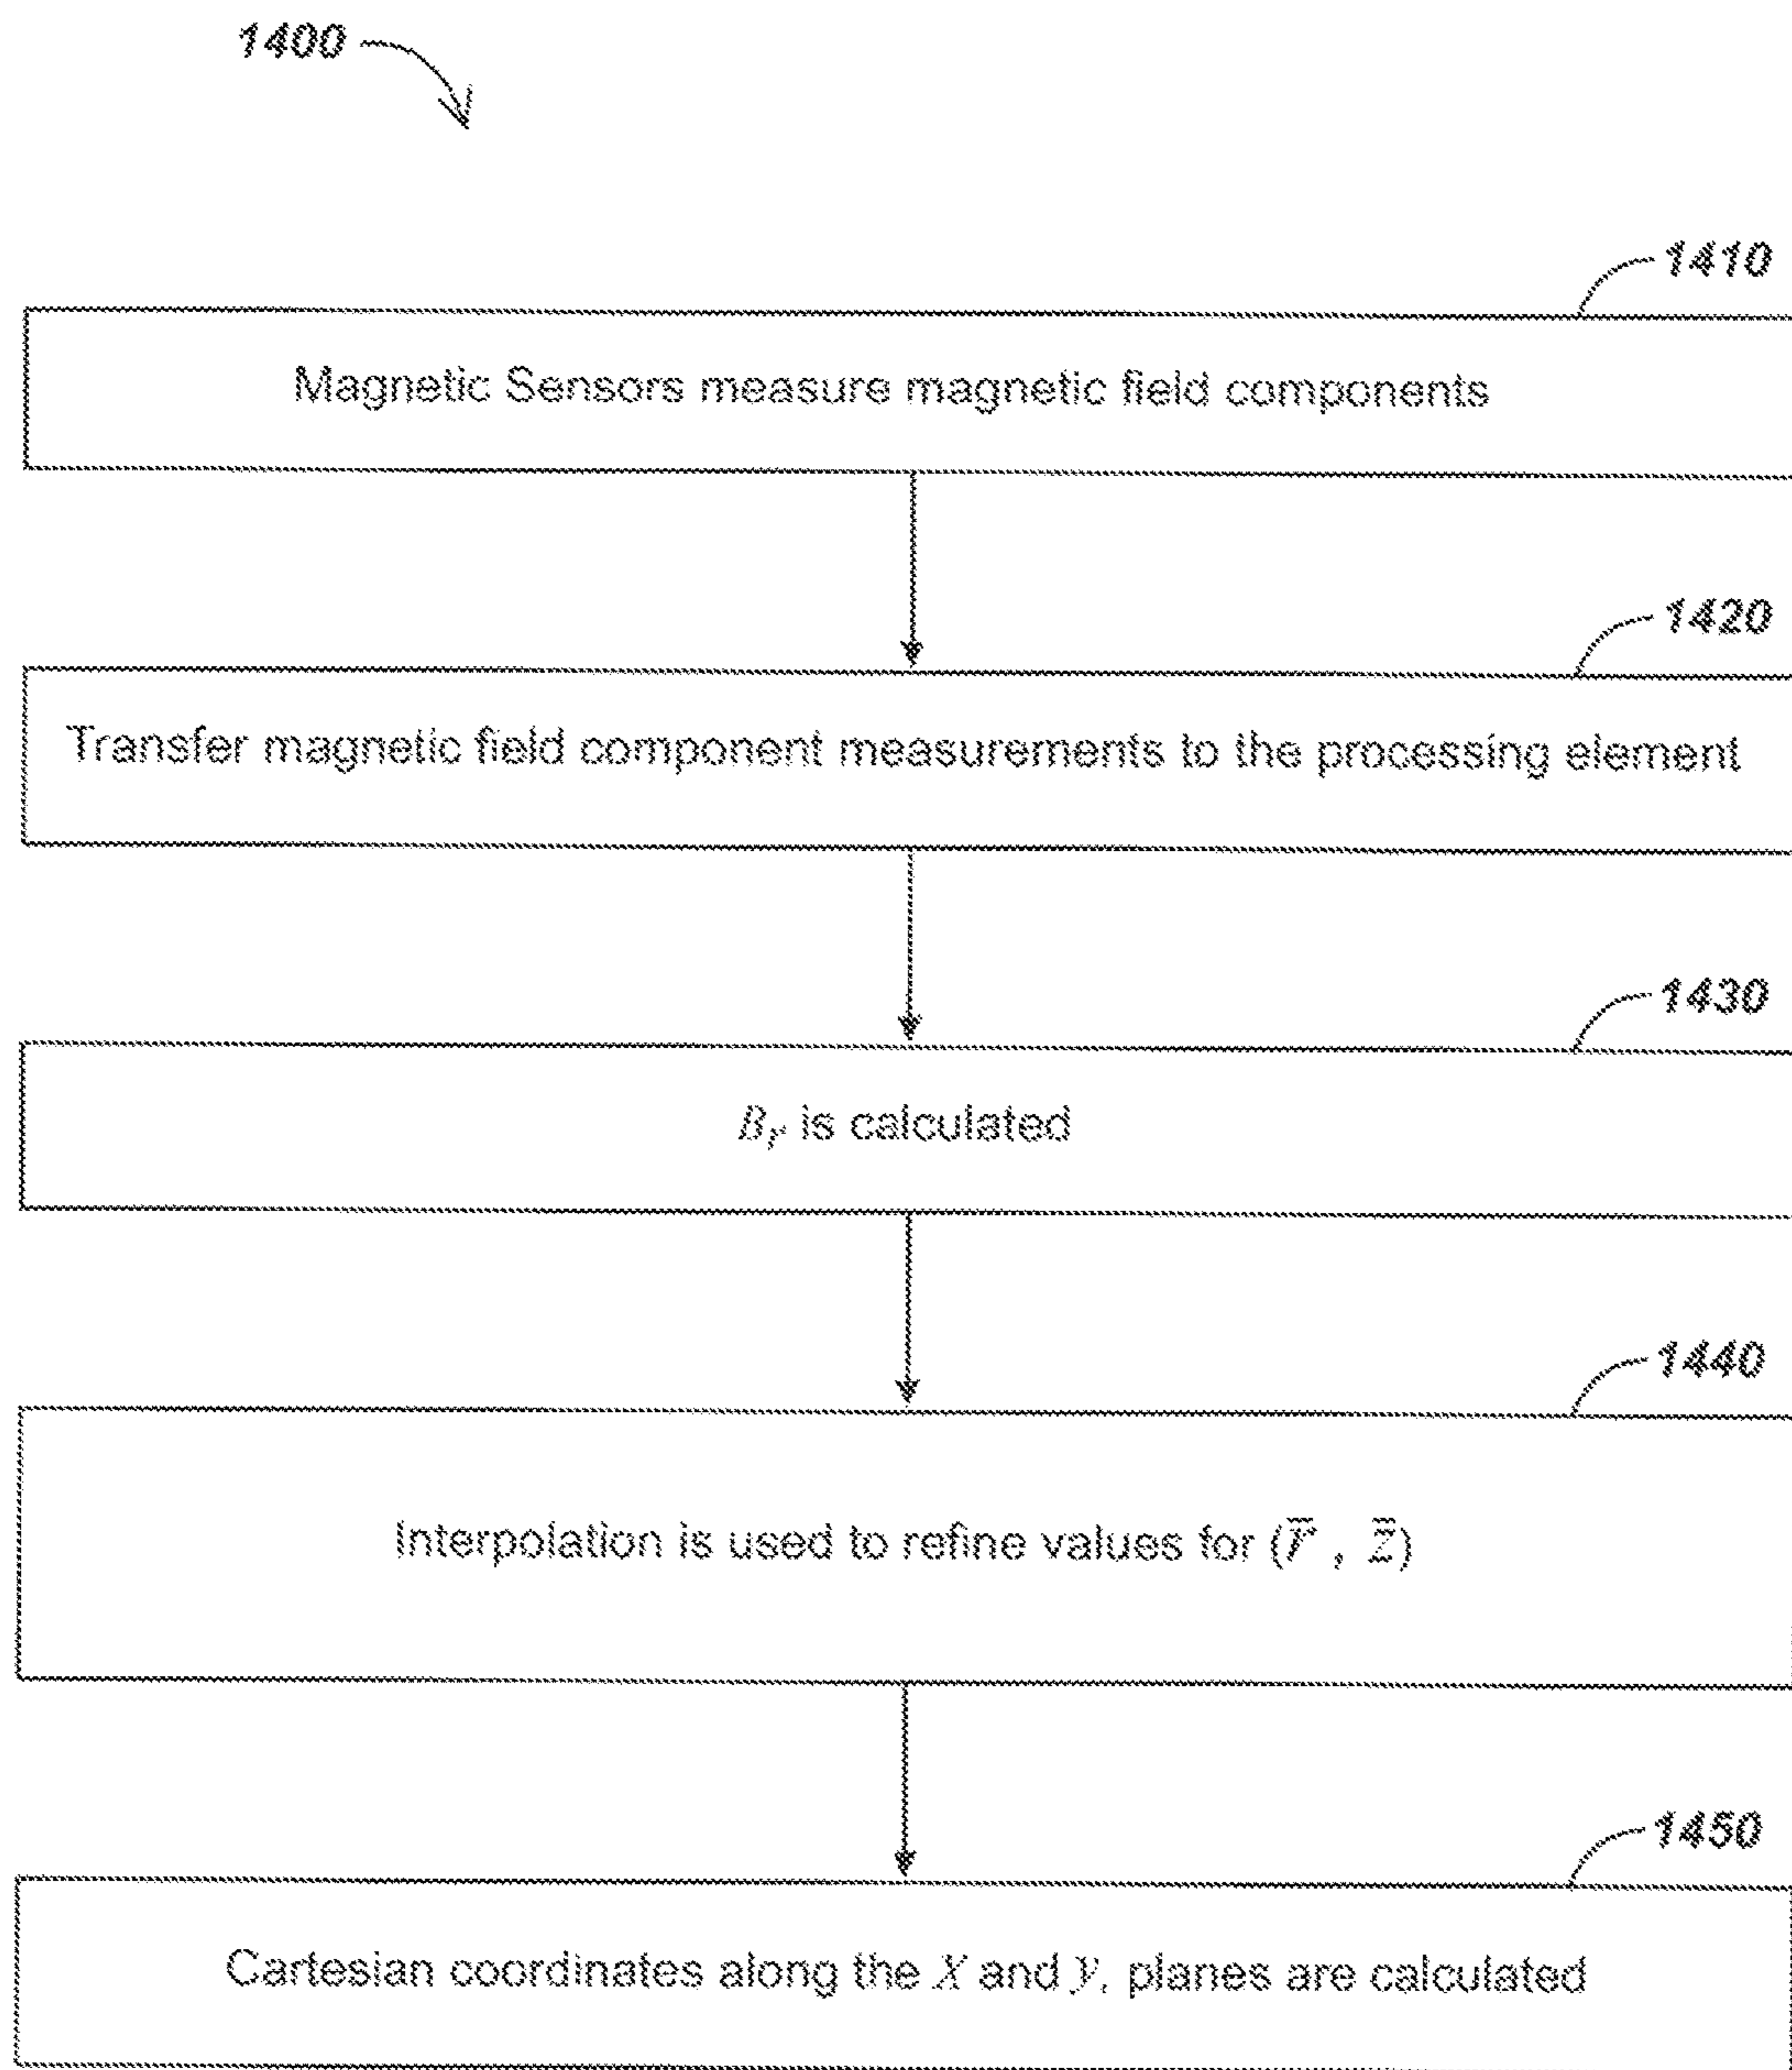 1400
1410
Magnetic Sensors measure magnetic field components
1420
Transfer magnetic field component measurements to the processing element
1430
Bᵣ is calculated
1440
Interpolation is used to refine values for (r̄ , z̄)
1450
Cartesian coordinates along the X and y, planes are calculated